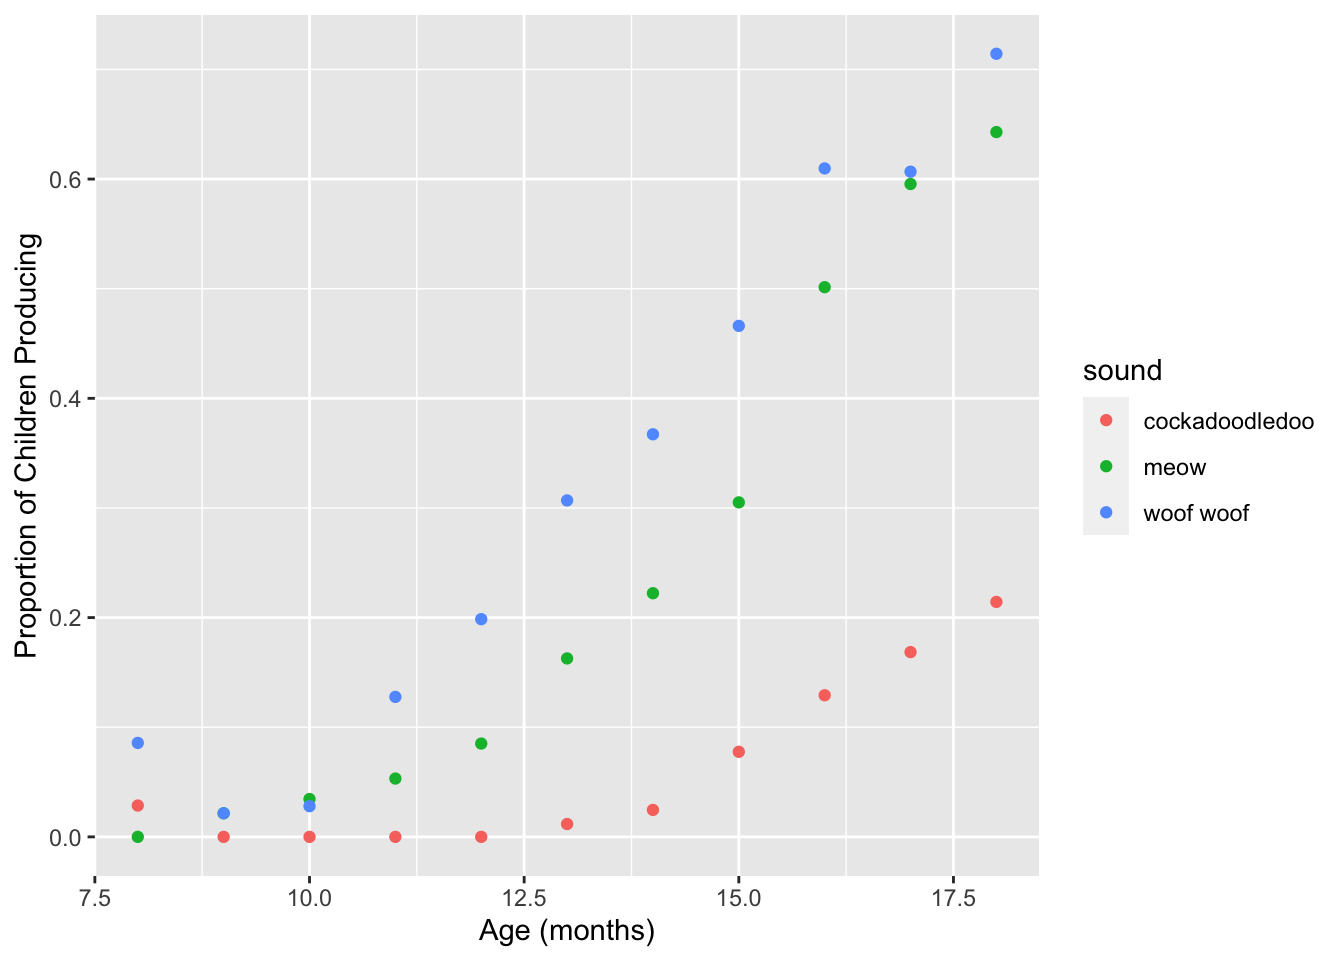 Proportion of Children Producing
0.6
0.4
0.2
0.0
7.5 10.0 12.5 15.0 17.5
Age (months)
sound
cockadoodledoo
meow
woof woof